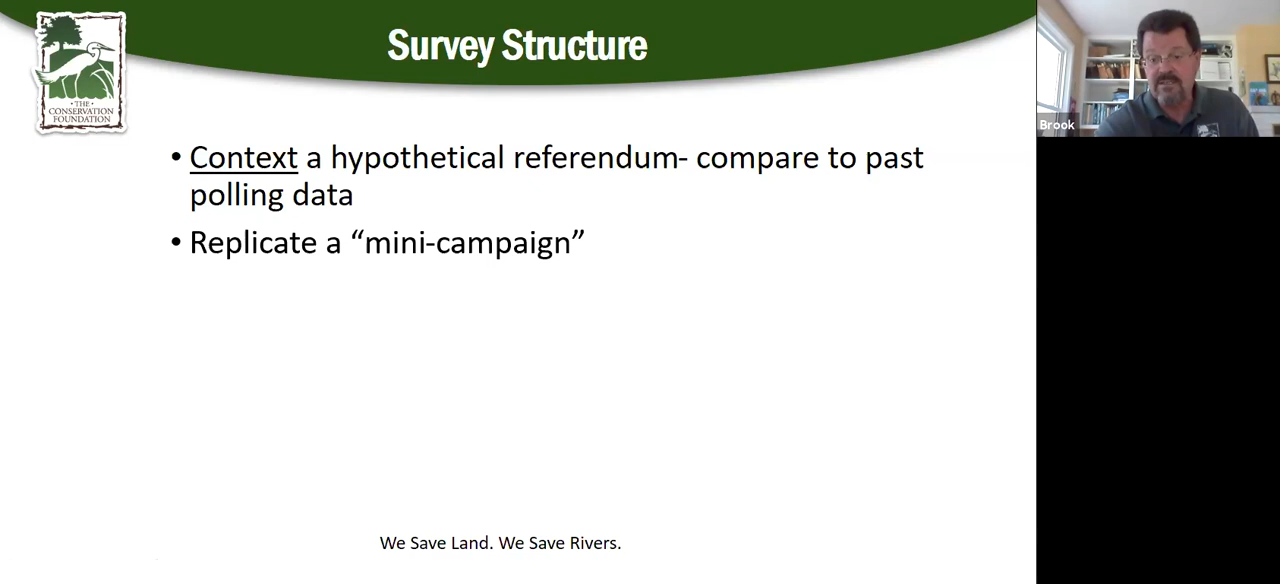 Survey Structure
• THE •
CONSERVATION
FOUNDATION
Brook
• Context a hypothetical referendum- compare to past
polling data
• Replicate a “mini-campaign”
We Save Land. We Save Rivers.